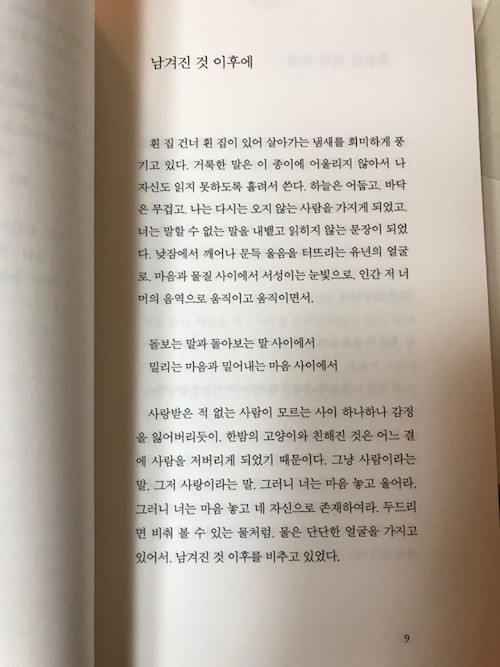 남겨진 것 이후에
흰 집 건너 흰 집이 있어 살아가는 냄새를 희미하게 풍
기고 있다. 거룩한 말은 이 종이에 어울리지 않아서 나
자신도 읽지 못하도록 흘려서 쓴다. 하늘은 어둡고. 바닥
은 무겁고. 나는 다시는 오지 않는 사람을 가지게 되었고.
너는 말할 수 없는 말을 내뱉고 읽히지 않는 문장이 되었
다. 낮잠에서 깨어나 문득 울음을 터뜨리는 유년의 얼굴
로. 마음과 물질 사이에서 서성이는 눈빛으로. 인간 저 너
머의 음역으로 움직이고 움직이면서.
돌보는 말과 돌아보는 말 사이에서
밀리는 마음과 밀어내는 마음 사이에서
사랑받은 적 없는 사람이 모르는 사이 하나하나 감정
을 잃어버리듯이. 한밤의 고양이와 친해진 것은 어느 결
에 사람을 저버리게 되었기 때문이다. 그냥 사람이라는
말. 그저 사랑이라는 말. 그러니 너는 마음 놓고 울어라.
그러니 너는 마음 놓고 네 자신으로 존재하여라. 두드리
면 비춰 볼 수 있는 물처럼. 물은 단단한 얼굴을 가지고
있어서. 남겨진 것 이후를 비추고 있었다.
9